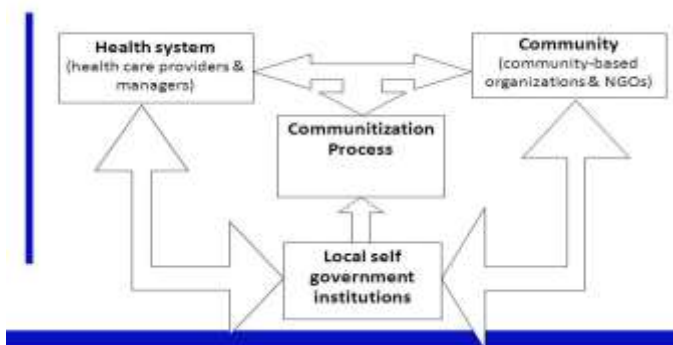 Health system
(health care providers &
managers)
Community
(community-based
organizations & NGOs)
Communitization
Process
Local self
government
institutions